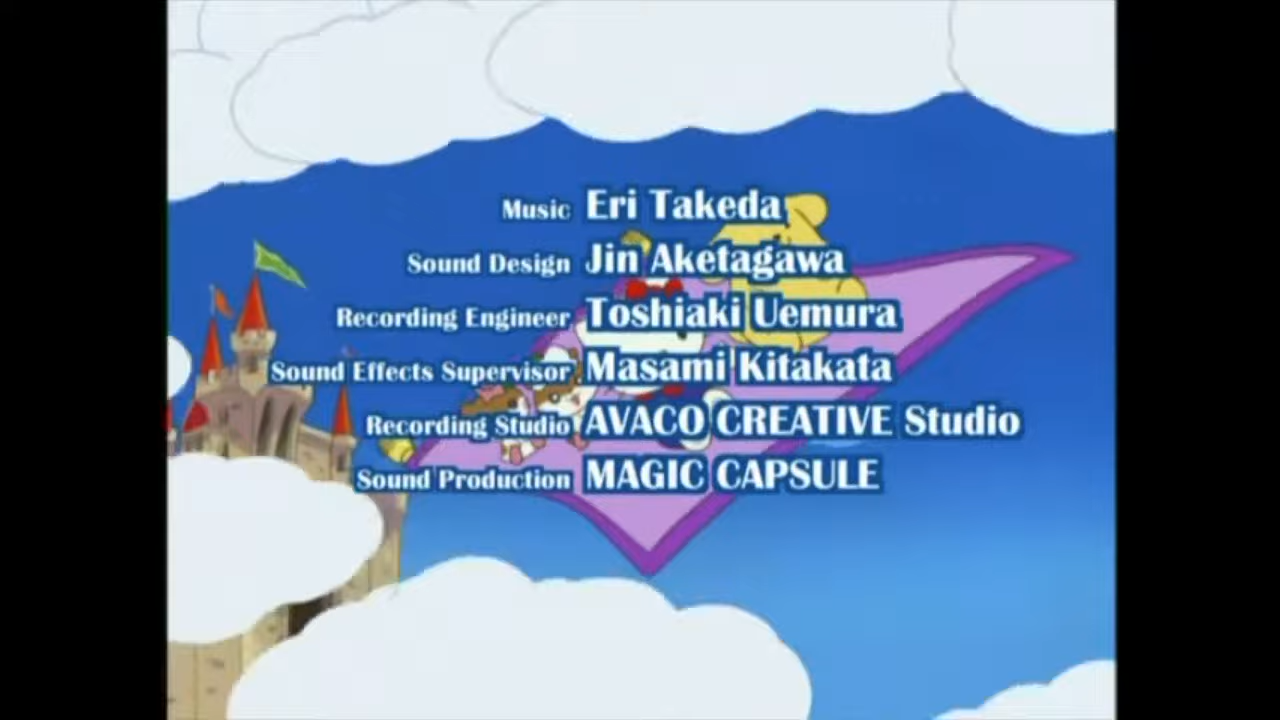 Music Eri Takeda
Sound Design Jin Aketagawa
Recording Engineer Toshiaki Uemura
Sound Effects Supervisor Masami Kitakata
Recording Studio AVACO CREATIVE Studio
Sound Production MAGIC CAPSULE